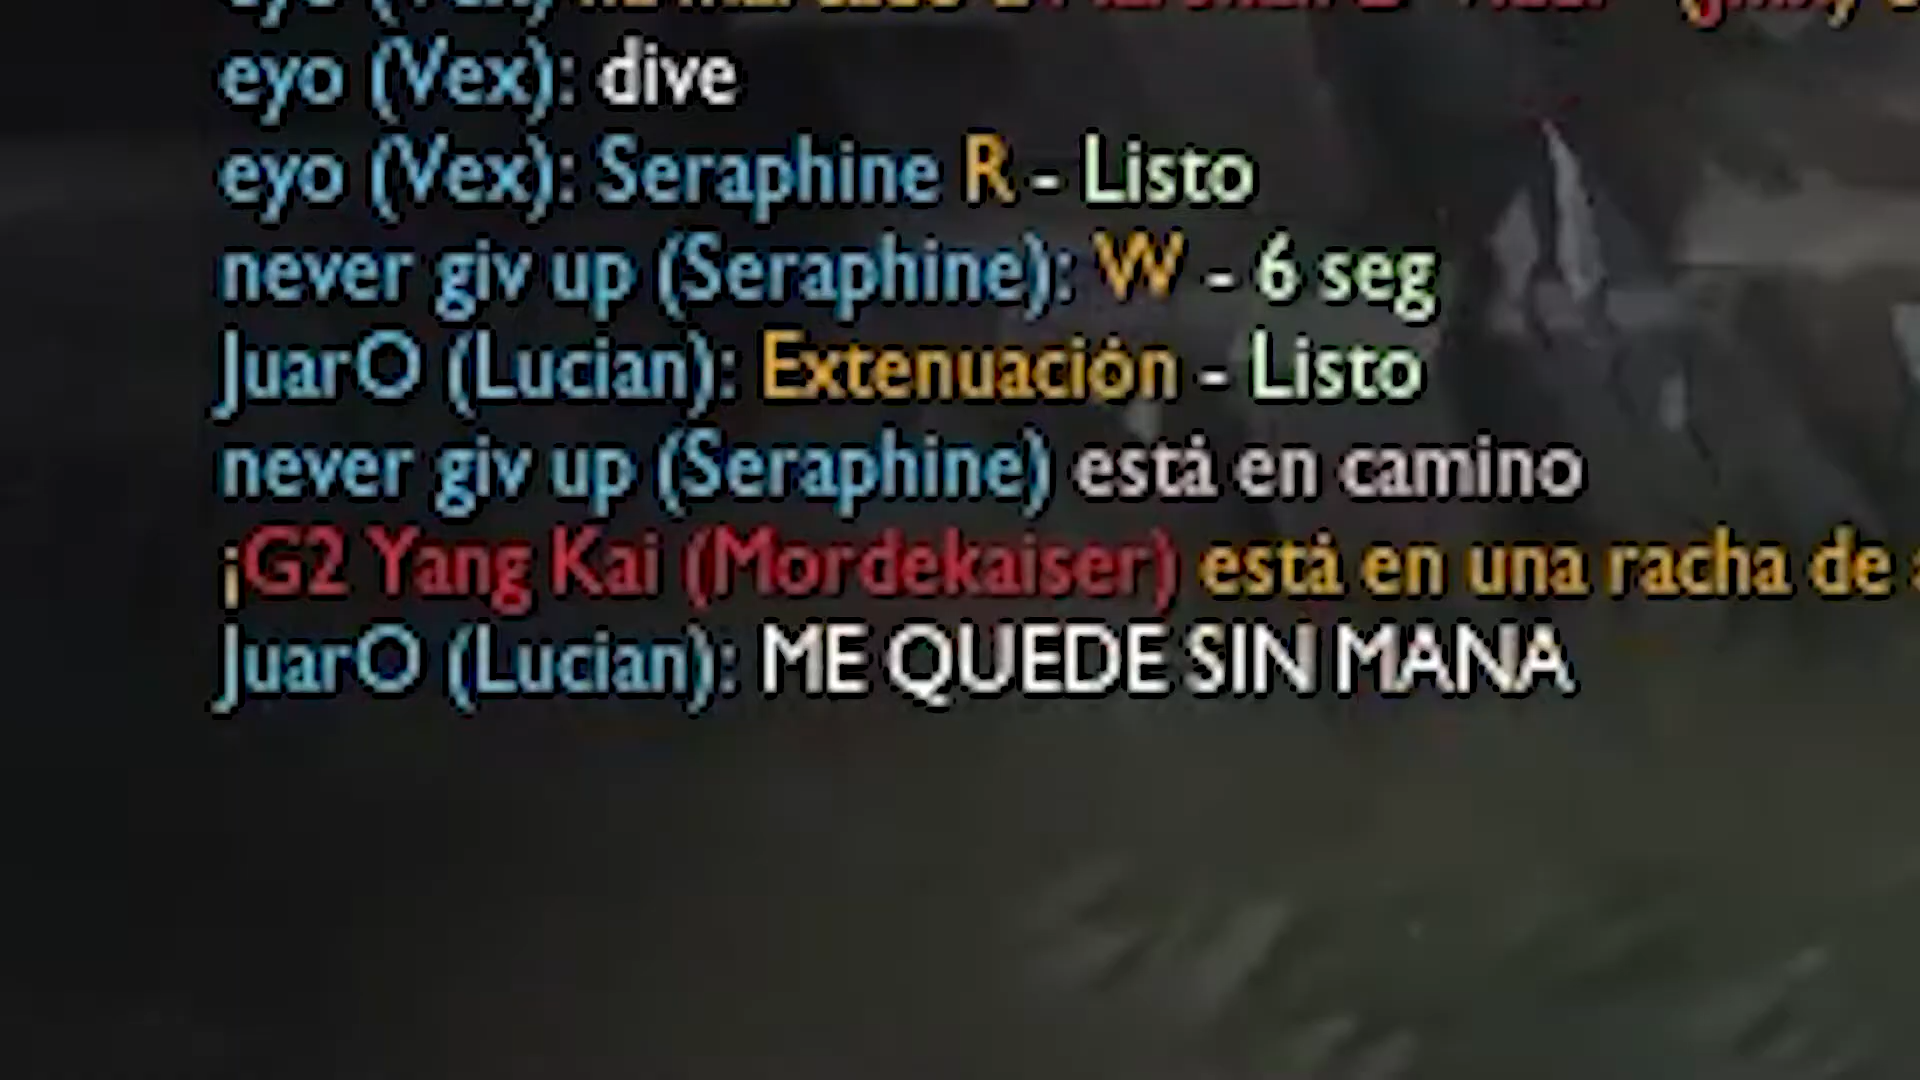 eyo (Vex)
eyo (Vex): dive
eyo (Vex): Seraphine R - Listo
never giv up (Seraphine): W - 6 seg
JuarO (Lucian): Extenuación - Listo
never giv up (Seraphine) está en camino
¡G2 Yang Kai (Mordekaiser) está en una racha de
JuarO (Lucian): ME QUEDE SIN MANA